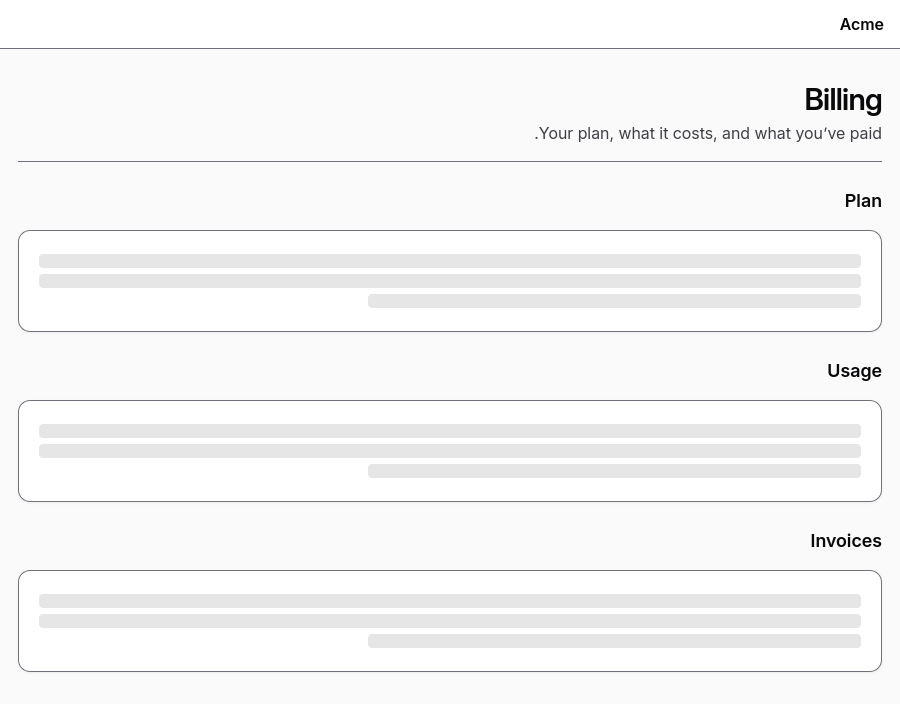 Acme
Billing
.Your plan, what it costs, and what you’ve paid
Plan
Usage
Invoices